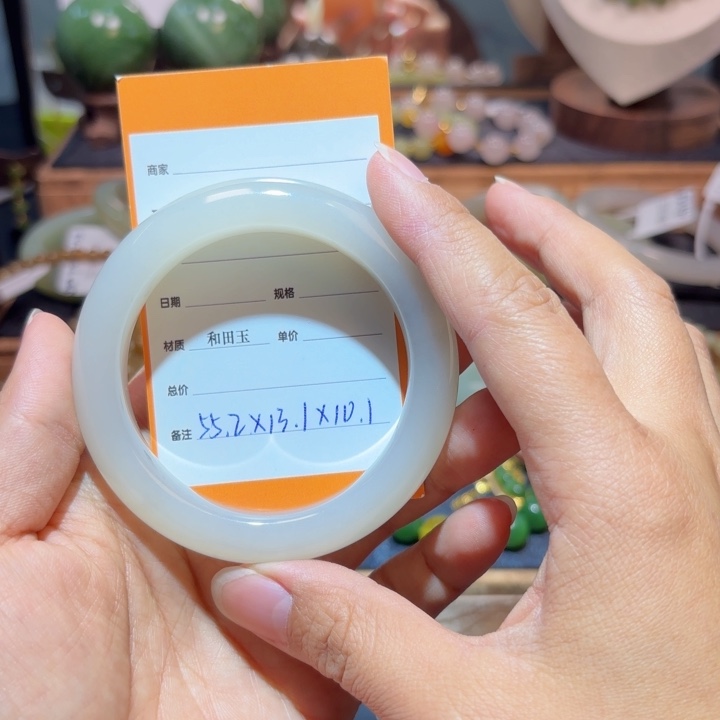 商家
日期 规格
材质 和田玉 单价
总价
备注 55.2X13.1X10.1